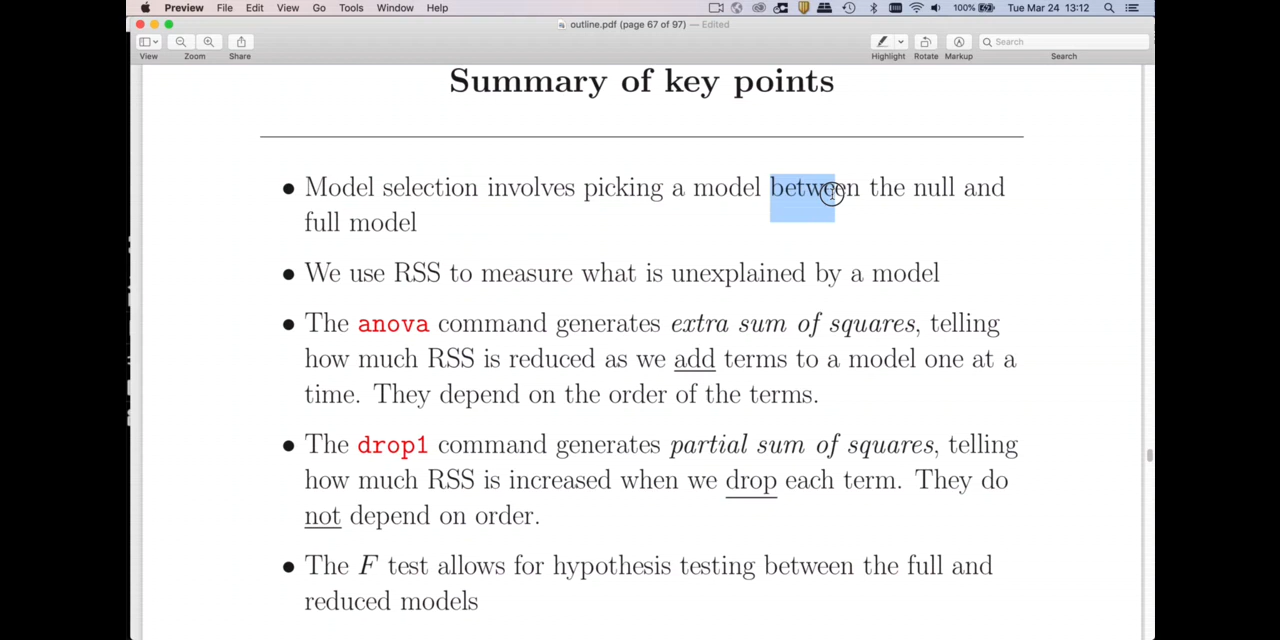 Preview File Edit View Go Tools Window Help 100% Tue Mar 24 13:12
outline.pdf (page 67 of 97) — Edited
Search
View Zoom Share Highlight Rotate Markup Search
Summary of key points
• Model selection involves picking a model between the null and
full model
• We use RSS to measure what is unexplained by a model
• The anova command generates extra sum of squares, telling
how much RSS is reduced as we add terms to a model one at a
time. They depend on the order of the terms.
• The drop1 command generates partial sum of squares, telling
how much RSS is increased when we drop each term. They do
not depend on order.
• The F test allows for hypothesis testing between the full and
reduced models